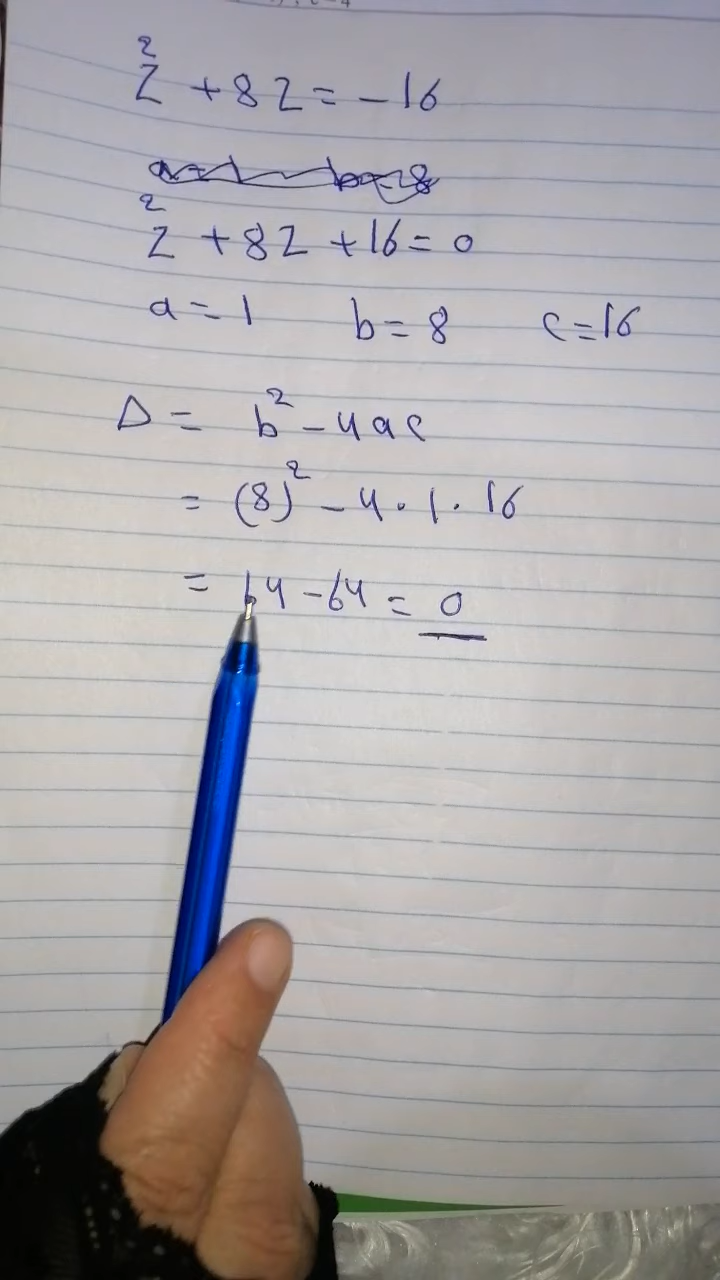 z² + 8z = -16
z² + 8z + 16 = 0
a = 1 b = 8 c = 16
Δ = b² - 4ac
= (8)² - 4 · 1 · 16
= 64 - 64 = 0